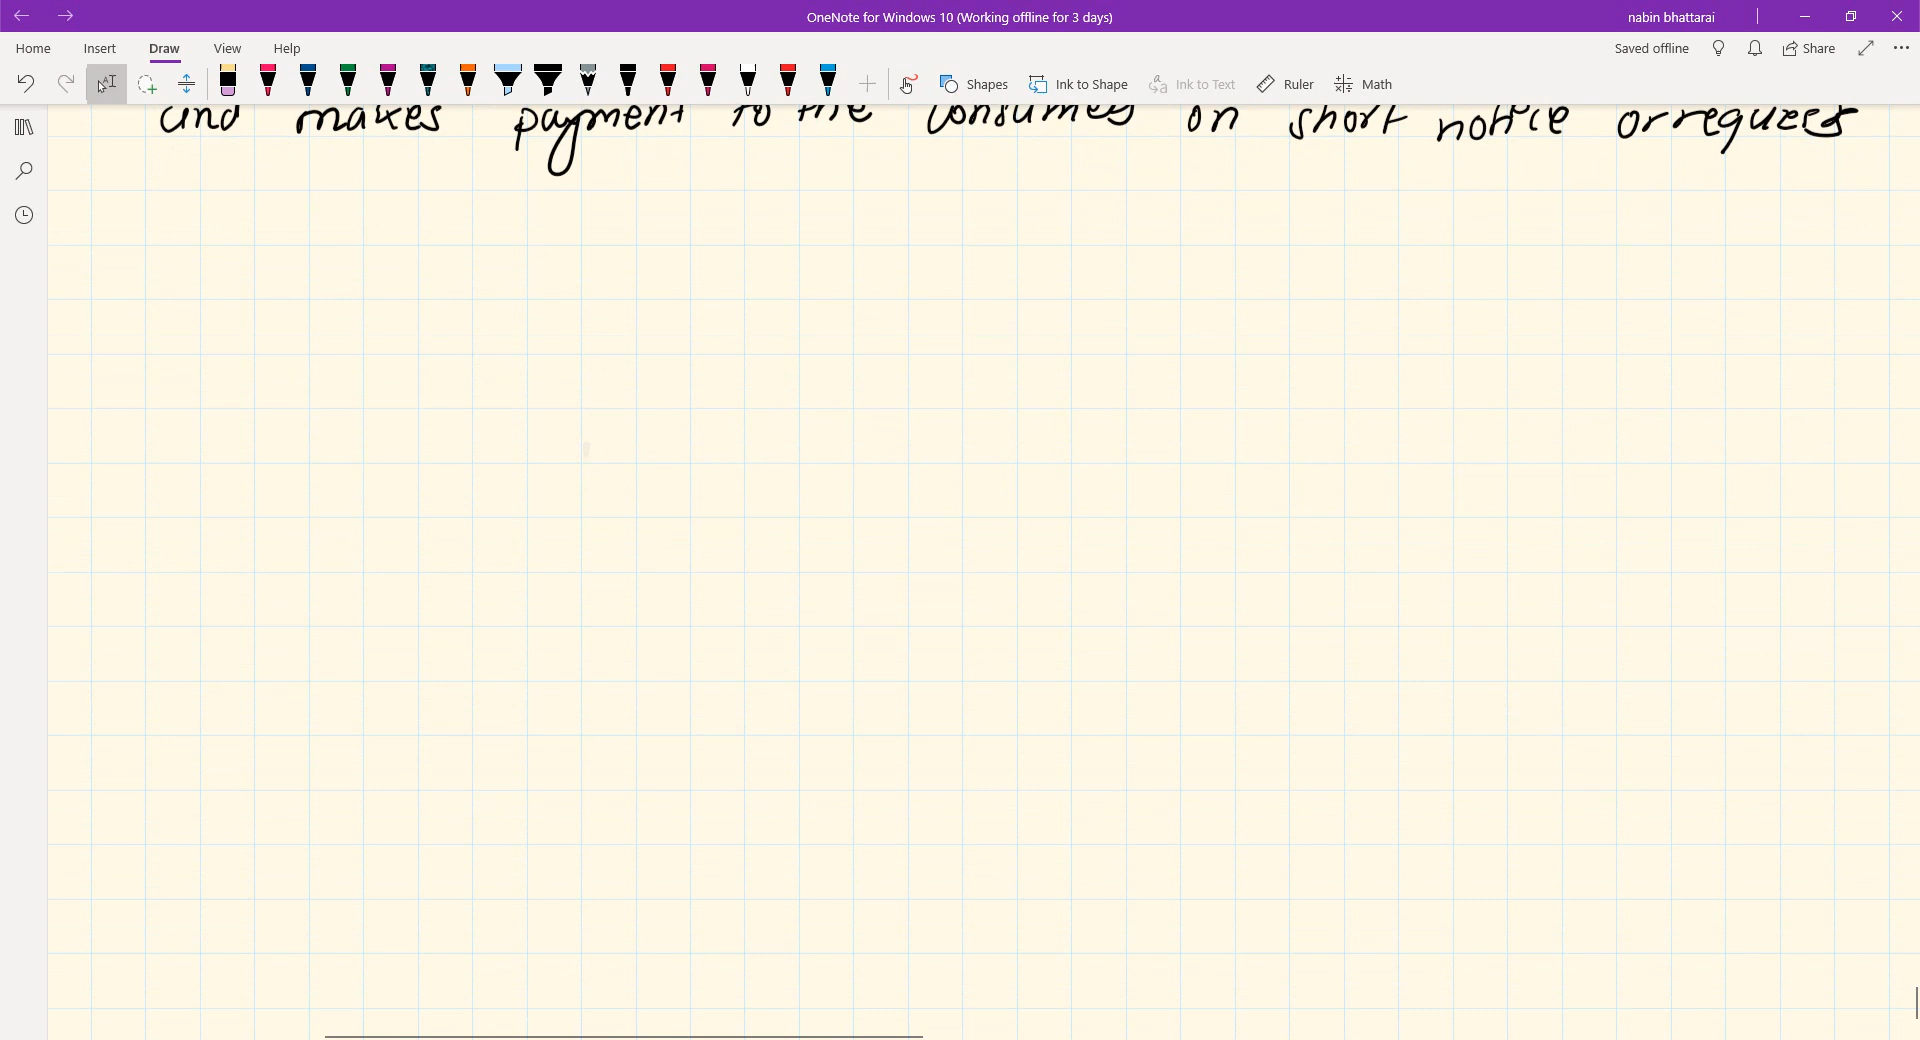 OneNote for Windows 10 (Working offline for 3 days)
nabin bhattarai
Home Insert Draw View Help
Saved offline
Share
Shapes
Ink to Shape
Ink to Text
Ruler
Math
and makes payment to the consumes on short notice or